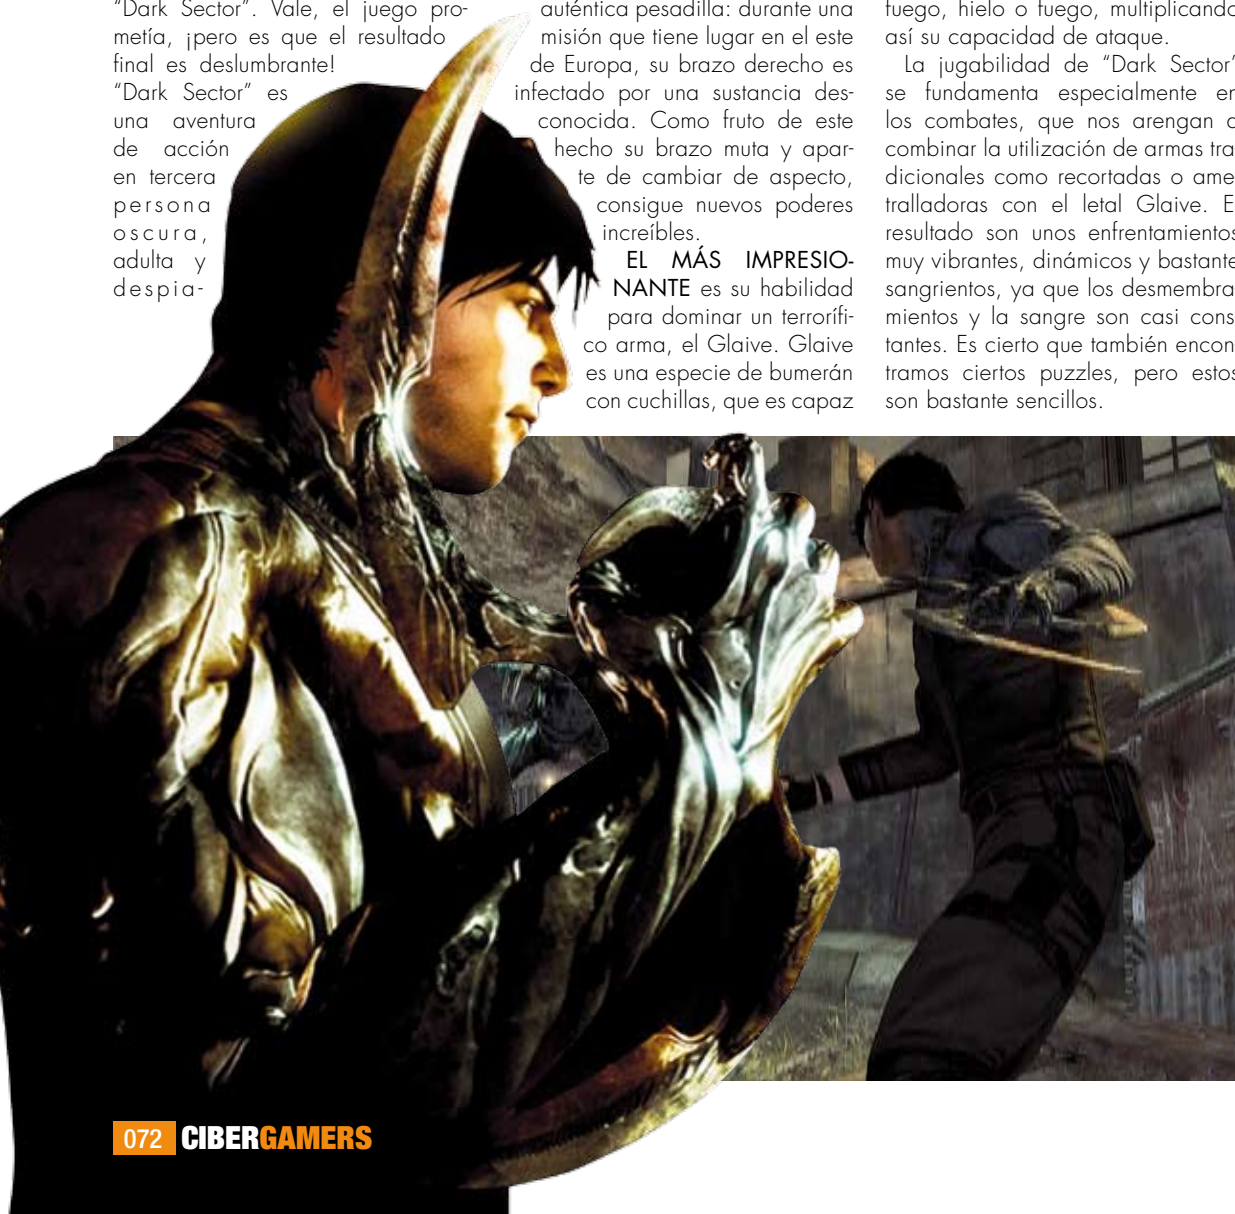 "Dark Sector". Vale, el juego pro-
metía, ¡pero es que el resultado
final es deslumbrante!
"Dark Sector" es
una aventura
de acción
en tercera
persona
oscura,
adulta y
despia-
auténtica pesadilla: durante una
misión que tiene lugar en el este
de Europa, su brazo derecho es
infectado por una sustancia des-
conocida. Como fruto de este
hecho su brazo muta y apar-
te de cambiar de aspecto,
consigue nuevos poderes
increíbles.
EL MÁS IMPRESIO-
NANTE es su habilidad
para dominar un terrorífi-
co arma, el Glaive. Glaive
es una especie de bumerán
con cuchillas, que es capaz
fuego, hielo o fuego, multiplicando
así su capacidad de ataque.
La jugabilidad de "Dark Sector"
se fundamenta especialmente en
los combates, que nos arengan a
combinar la utilización de armas tra
dicionales como recortadas o ame
tralladoras con el letal Glaive. E
resultado son unos enfrentamientos
muy vibrantes, dinámicos y bastante
sangrientos, ya que los desmembra
mientos y la sangre son casi cons
tantes. Es cierto que también encon
tramos ciertos puzzles, pero estos
son bastante sencillos.
072 CIBERGAMERS